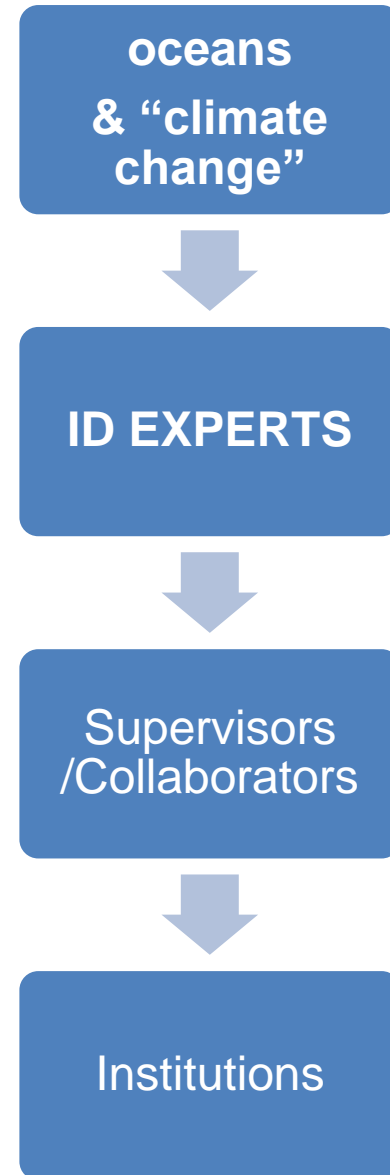 oceans
& “climate
change”
ID EXPERTS
Supervisors
/Collaborators
Institutions